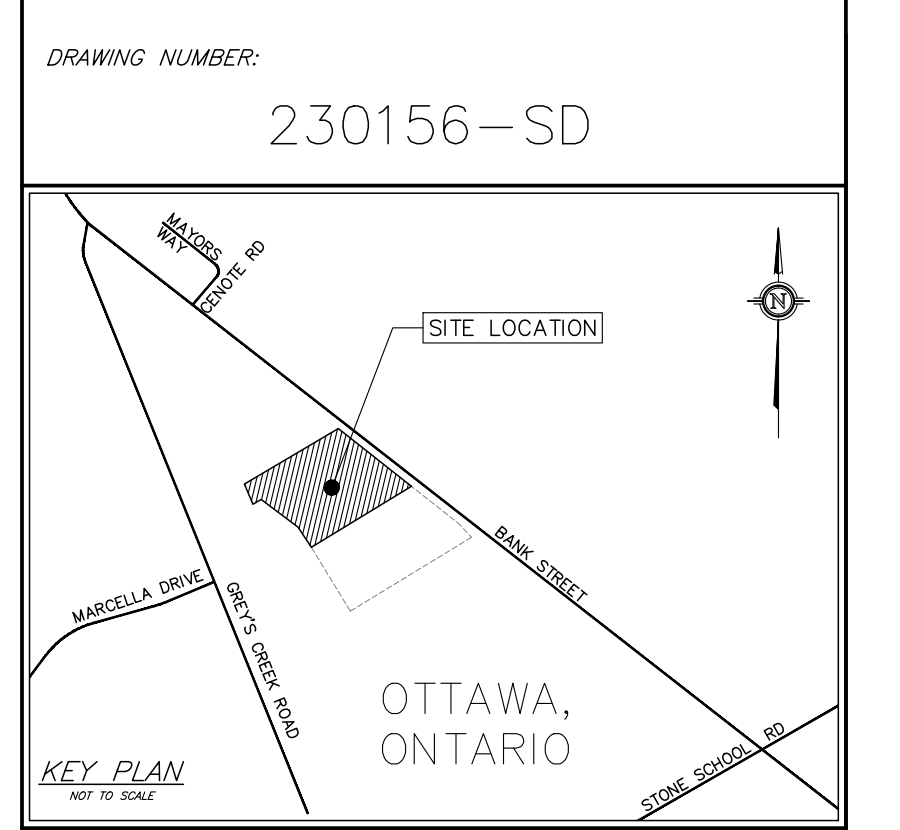 DRAWING NUMBER:
230156-SD
MAYORS
WAY
CENOTE RD
SITE LOCATION
N
BANK STREET
MARCELLA DRIVE
GREY'S CREEK ROAD
OTTAWA,
ONTARIO
STONE SCHOOL RD
KEY PLAN
NOT TO SCALE